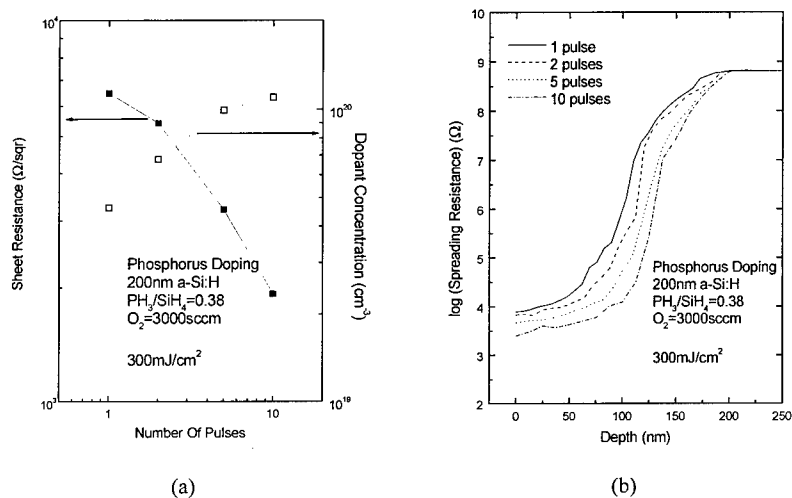 10⁴
Sheet Resistance (Ω/sqr)
10³
1
10
Number Of Pulses
10²⁰
10¹⁹
Dopant Concentration (cm⁻³)
Phosphorus Doping
200nm a-Si:H
PH₃/SiH₄=0.38
O₂=3000sccm
300mJ/cm²
(a)
10
9
8
7
6
5
4
3
2
log (Spreading Resistance) (Ω)
1 pulse
2 pulses
5 pulses
10 pulses
Phosphorus Doping
200nm a-Si:H
PH₃/SiH₄=0.38
O₂=3000sccm
300mJ/cm²
0
50
100
150
200
250
Depth (nm)
(b)